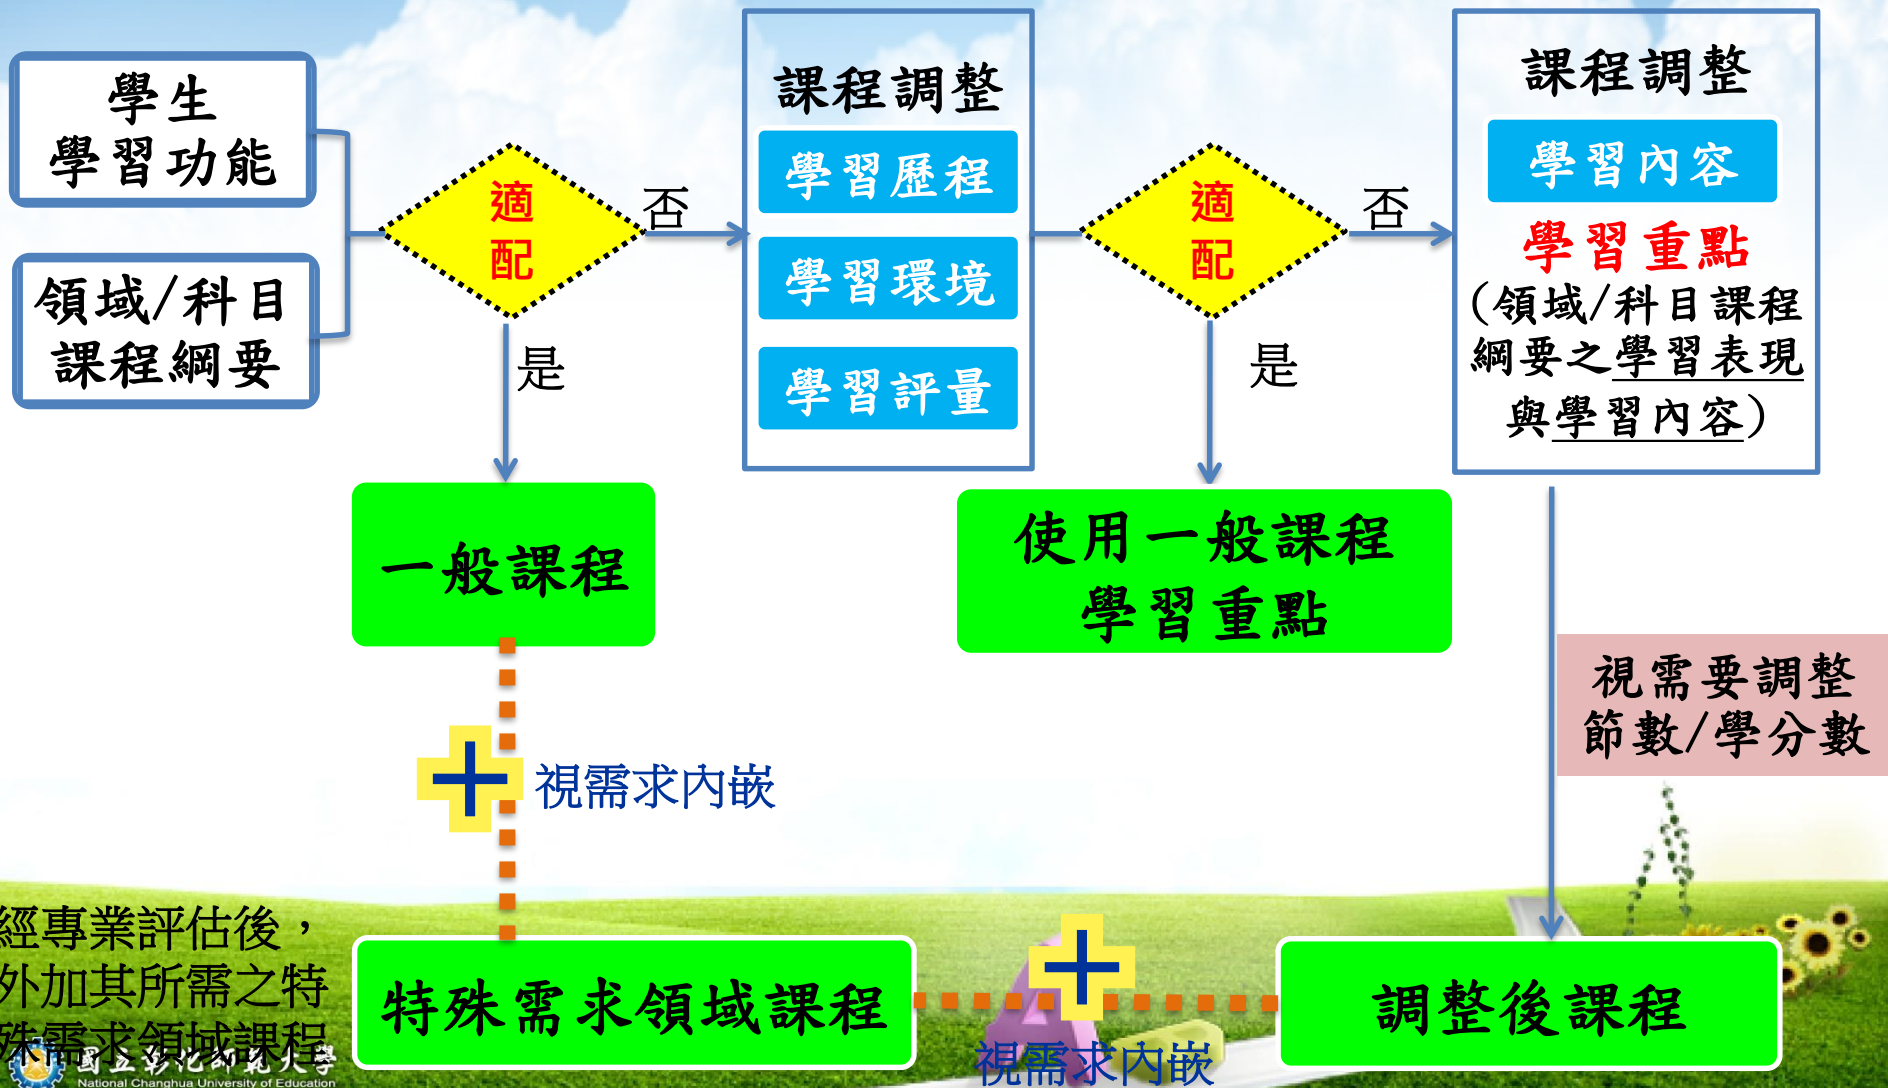 學生
學習功能
領域/科目
課程綱要
適
配
否
是
課程調整
學習歷程
學習環境
學習評量
適
配
否
是
課程調整
學習內容
學習重點
(領域/科目課程
綱要之學習表現
與學習內容)
一般課程
使用一般課程
學習重點
視需要調整
節數/學分數
視需求內嵌
經專業評估後，
外加其所需之特
殊需求領域課程
特殊需求領域課程
視需求內嵌
調整後課程
國立彰化師範大學
National Changhua University of Education